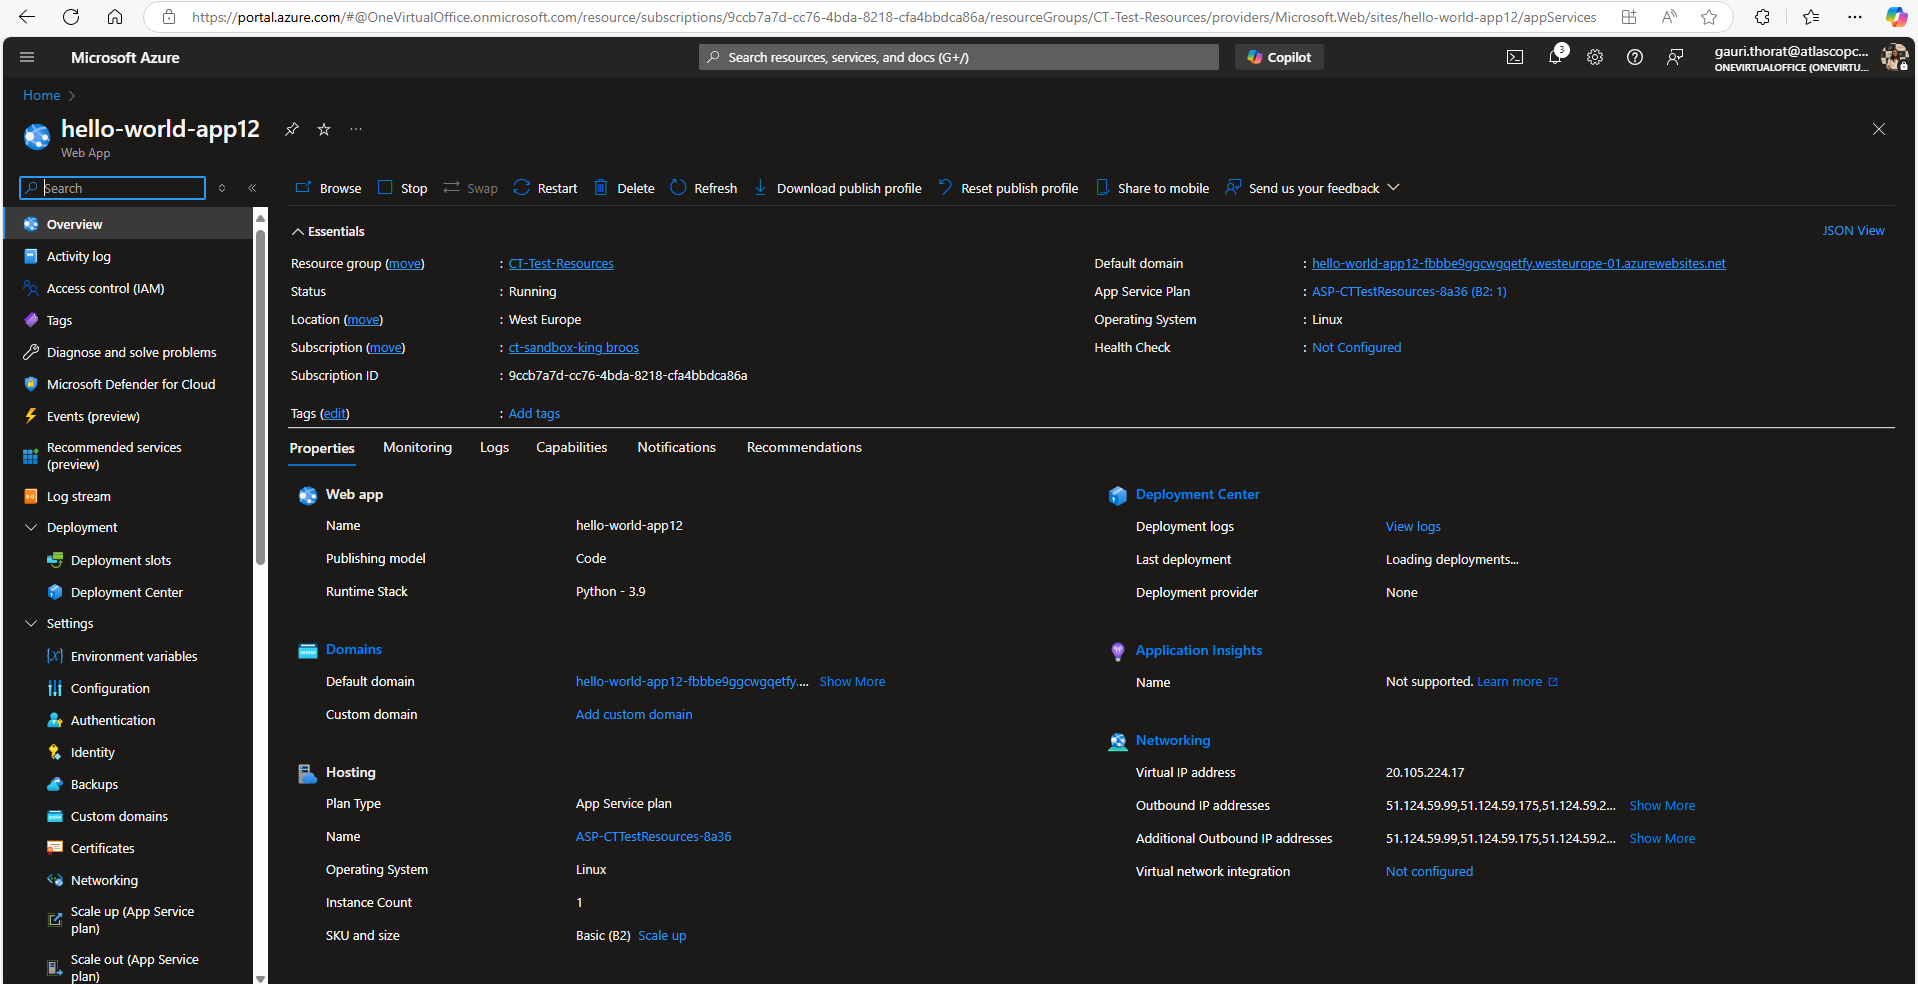 https://portal.azure.com/#@OneVirtualOffice.onmicrosoft.com/resource/subscriptions/9ccb7a7d-cc76-4bda-8218-cfa4bbdca86a/resourceGroups/CT-Test-Resources/providers/Microsoft.Web/sites/hello-world-app12/appServices
Microsoft Azure
Search resources, services, and docs (G+/)
Copilot
3
gauri.thorat@atlascopc...
ONEVIRTUALOFFICE (ONEVIRTU...
Home
hello-world-app12
Web App
Search
Browse Stop Swap Restart Delete Refresh Download publish profile Reset publish profile Share to mobile Send us your feedback
Overview
Activity log
Access control (IAM)
Tags
Diagnose and solve problems
Microsoft Defender for Cloud
Events (preview)
Recommended services
(preview)
Log stream
Deployment
Deployment slots
Deployment Center
Settings
Environment variables
Configuration
Authentication
Identity
Backups
Custom domains
Certificates
Networking
Scale up (App Service
plan)
Scale out (App Service
plan)
Essentials
JSON View
Resource group (move) : CT-Test-Resources
Status : Running
Location (move) : West Europe
Subscription (move) : ct-sandbox-king broos
Subscription ID : 9ccb7a7d-cc76-4bda-8218-cfa4bbdca86a
Tags (edit) : Add tags
Default domain : hello-world-app12-fbbbe9ggcwgqetfy.westeurope-01.azurewebsites.net
App Service Plan : ASP-CTTestResources-8a36 (B2: 1)
Operating System : Linux
Health Check : Not Configured
Properties Monitoring Logs Capabilities Notifications Recommendations
Web app
Name hello-world-app12
Publishing model Code
Runtime Stack Python - 3.9
Domains
Default domain hello-world-app12-fbbbe9ggcwgqetfy.... Show More
Custom domain Add custom domain
Hosting
Plan Type App Service plan
Name ASP-CTTestResources-8a36
Operating System Linux
Instance Count 1
SKU and size Basic (B2) Scale up
Deployment Center
Deployment logs View logs
Last deployment Loading deployments...
Deployment provider None
Application Insights
Name Not supported. Learn more
Networking
Virtual IP address 20.105.224.17
Outbound IP addresses 51.124.59.99,51.124.59.175,51.124.59.2... Show More
Additional Outbound IP addresses 51.124.59.99,51.124.59.175,51.124.59.2... Show More
Virtual network integration Not configured